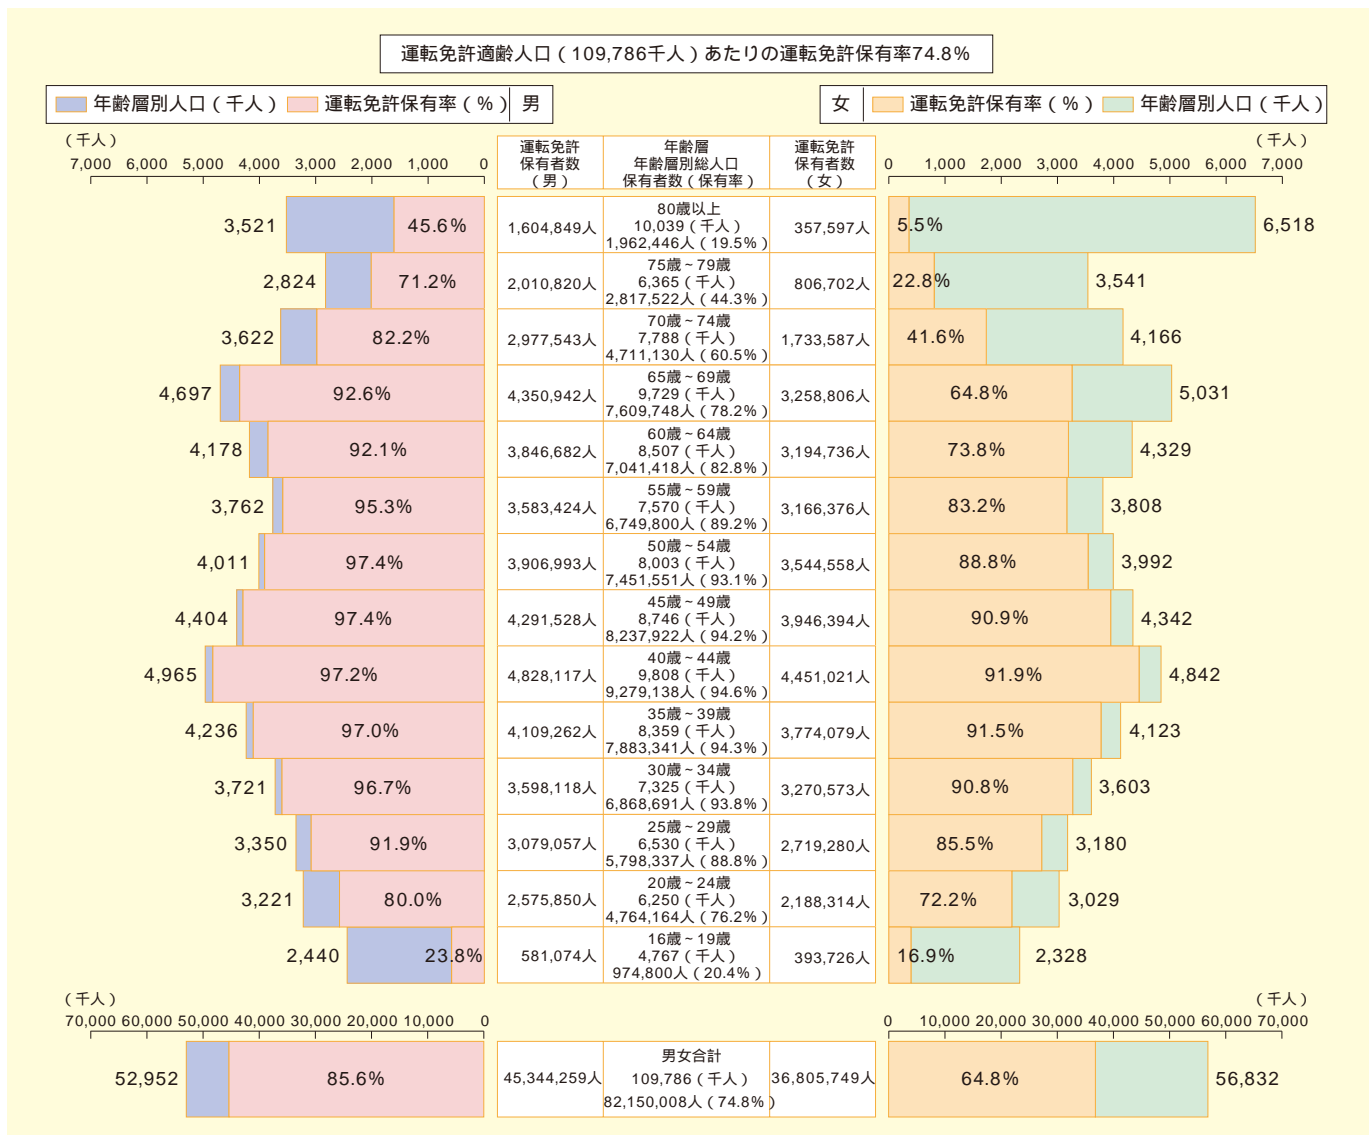 運転免許適齢人口（109,786千人）あたりの運転免許保有率74.8%
年齢層別人口（千人） 運転免許保有率（%） 男
女 運転免許保有率（%） 年齢層別人口（千人）
（千人）
7,000 6,000 5,000 4,000 3,000 2,000 1,000 0
運転免許
保有者数
（男）
年齢層
年齢層別総人口
保有者数（保有率）
運転免許
保有者数
（女）
（千人）
0 1,000 2,000 3,000 4,000 5,000 6,000 7,000
3,521 45.6% 1,604,849人
80歳以上
10,039（千人）
1,962,446人（19.5%）
357,597人 5.5% 6,518
2,824 71.2% 2,010,820人
75歳~79歳
6,365（千人）
2,817,522人（44.3%）
806,702人 22.8% 3,541
3,622 82.2% 2,977,543人
70歳~74歳
7,788（千人）
4,711,130人（60.5%）
1,733,587人 41.6% 4,166
4,697 92.6% 4,350,942人
65歳~69歳
9,729（千人）
7,609,748人（78.2%）
3,258,806人 64.8% 5,031
4,178 92.1% 3,846,682人
60歳~64歳
8,507（千人）
7,041,418人（82.8%）
3,194,736人 73.8% 4,329
3,762 95.3% 3,583,424人
55歳~59歳
7,570（千人）
6,749,800人（89.2%）
3,166,376人 83.2% 3,808
4,011 97.4% 3,906,993人
50歳~54歳
8,003（千人）
7,451,551人（93.1%）
3,544,558人 88.8% 3,992
4,404 97.4% 4,291,528人
45歳~49歳
8,746（千人）
8,237,922人（94.2%）
3,946,394人 90.9% 4,342
4,965 97.2% 4,828,117人
40歳~44歳
9,808（千人）
9,279,138人（94.6%）
4,451,021人 91.9% 4,842
4,236 97.0% 4,109,262人
35歳~39歳
8,359（千人）
7,883,341人（94.3%）
3,774,079人 91.5% 4,123
3,721 96.7% 3,598,118人
30歳~34歳
7,325（千人）
6,868,691人（93.8%）
3,270,573人 90.8% 3,603
3,350 91.9% 3,079,057人
25歳~29歳
6,530（千人）
5,798,337人（88.8%）
2,719,280人 85.5% 3,180
3,221 80.0% 2,575,850人
20歳~24歳
6,250（千人）
4,764,164人（76.2%）
2,188,314人 72.2% 3,029
2,440 23.8% 581,074人
16歳~19歳
4,767（千人）
974,800人（20.4%）
393,726人 16.9% 2,328
（千人）
70,000 60,000 50,000 40,000 30,000 20,000 10,000 0
（千人）
0 10,000 20,000 30,000 40,000 50,000 60,000 70,000
52,952 85.6% 45,344,259人
男女合計
109,786（千人）
82,150,008人（74.8%）
36,805,749人 64.8% 56,832